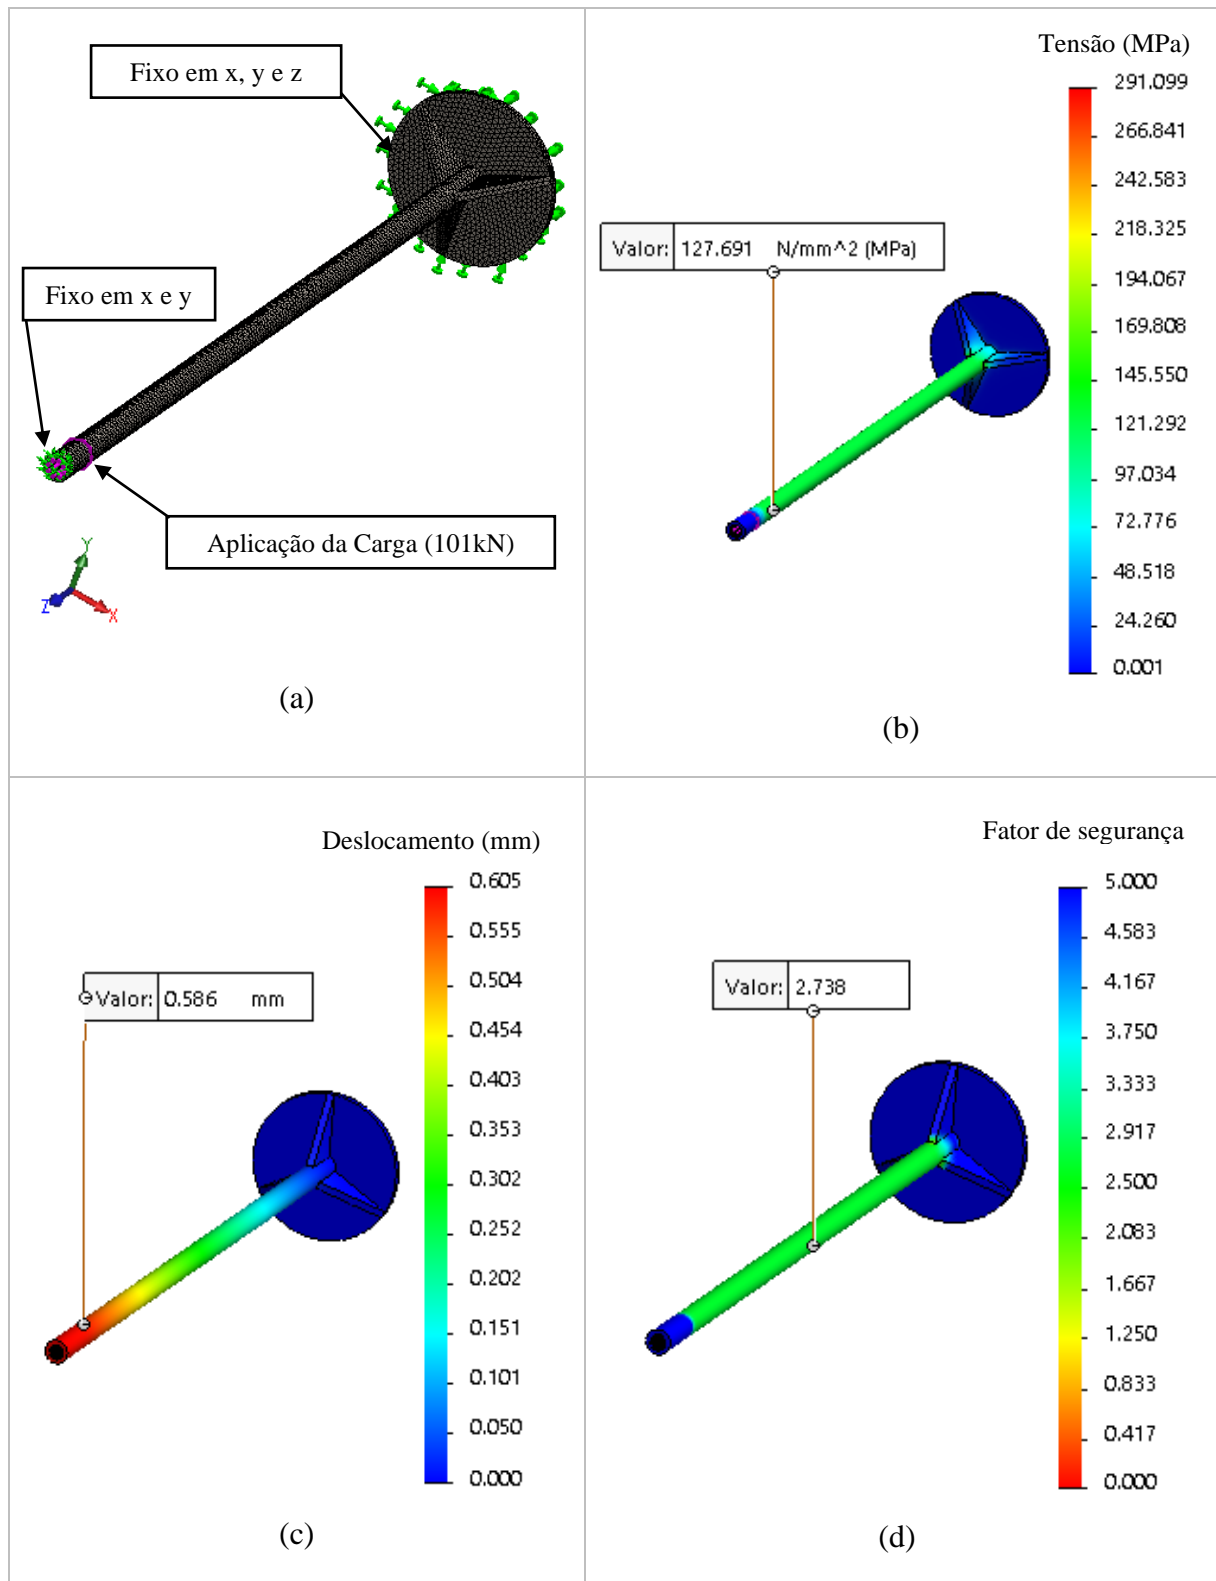 Fixo em x, y e z
Fixo em x e y
Aplicação da Carga (101kN)
Y
Z
X
(a)
Tensão (MPa)
291.099
266.841
242.583
218.325
194.067
169.808
145.550
121.292
97.034
72.776
48.518
24.260
0.001
Valor: 127.691 N/mm^2 (MPa)
(b)
Deslocamento (mm)
0.605
0.555
0.504
0.454
0.403
0.353
0.302
0.252
0.202
0.151
0.101
0.050
0.000
Valor: 0.586 mm
(c)
Fator de segurança
5.000
4.583
4.167
3.750
3.333
2.917
2.500
2.083
1.667
1.250
0.833
0.417
0.000
Valor: 2.738
(d)